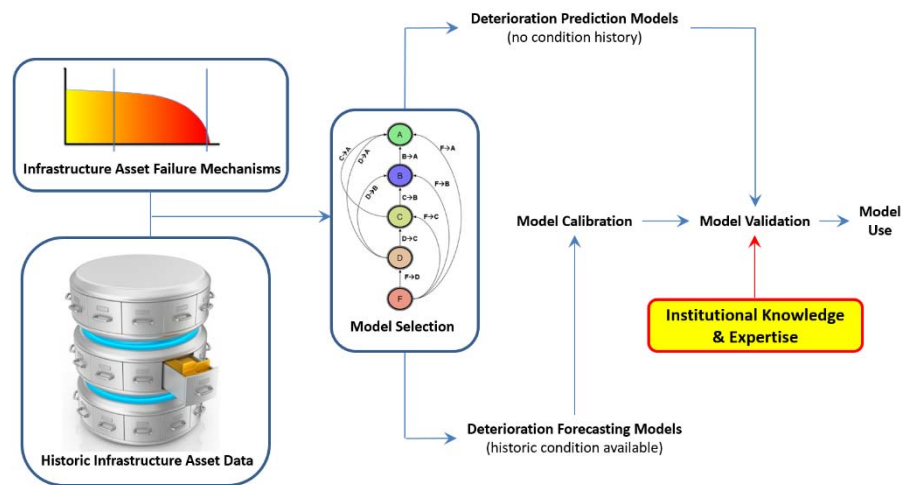 Infrastructure Asset Failure Mechanisms
Historic Infrastructure Asset Data
A
B
C
D
F
C→A
D→A
B→A
F→A
D→B
C→B
F→B
F→C
D→C
F→D
Model Selection
Deterioration Prediction Models
(no condition history)
Deterioration Forecasting Models
(historic condition available)
Model Calibration
Model Validation
Model
Use
Institutional Knowledge
& Expertise